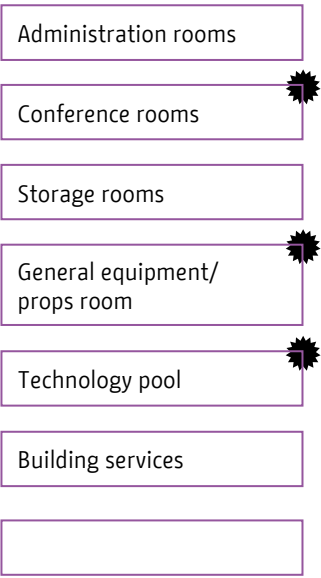 Administration rooms
Conference rooms
Storage rooms
General equipment/
props room
Technology pool
Building services